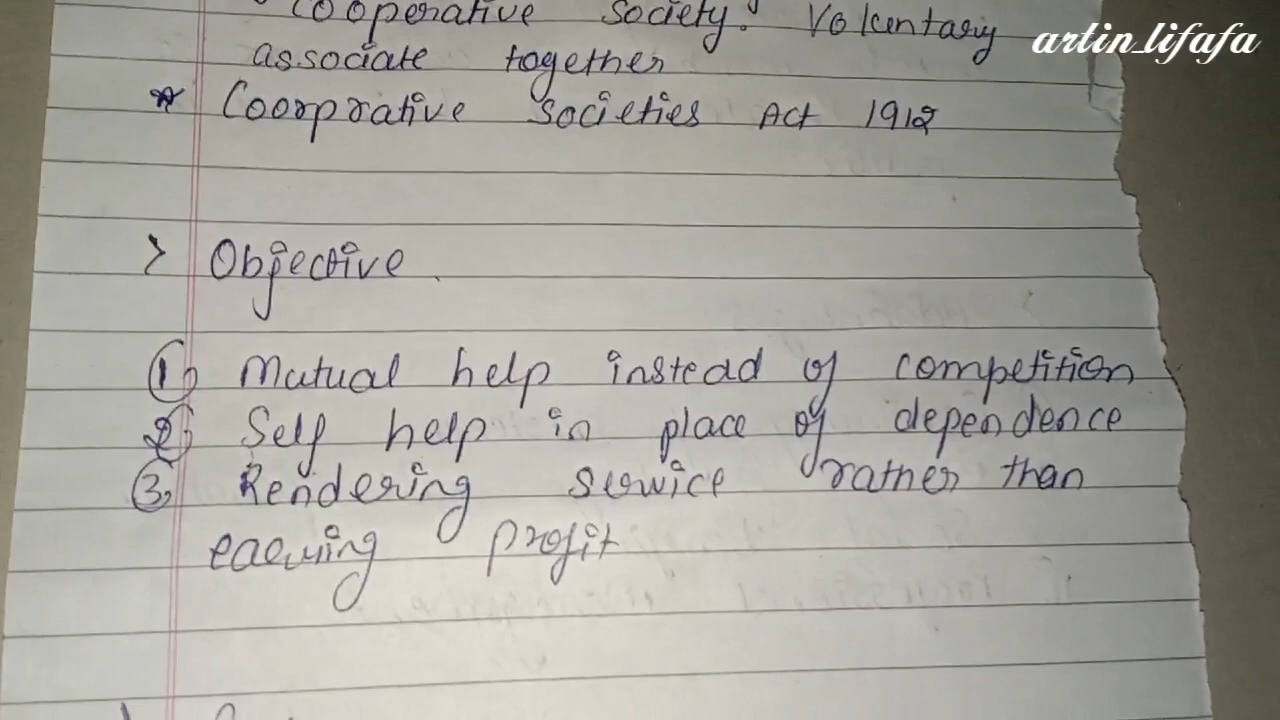 Cooperative Society. Voluntary
associate together
artin_lifafa
* Coorprative Societies Act 1912
> Objective
1) Mutual help instead of competition
2) Self help in place of dependence
3) Rendering service rather than
earning profit